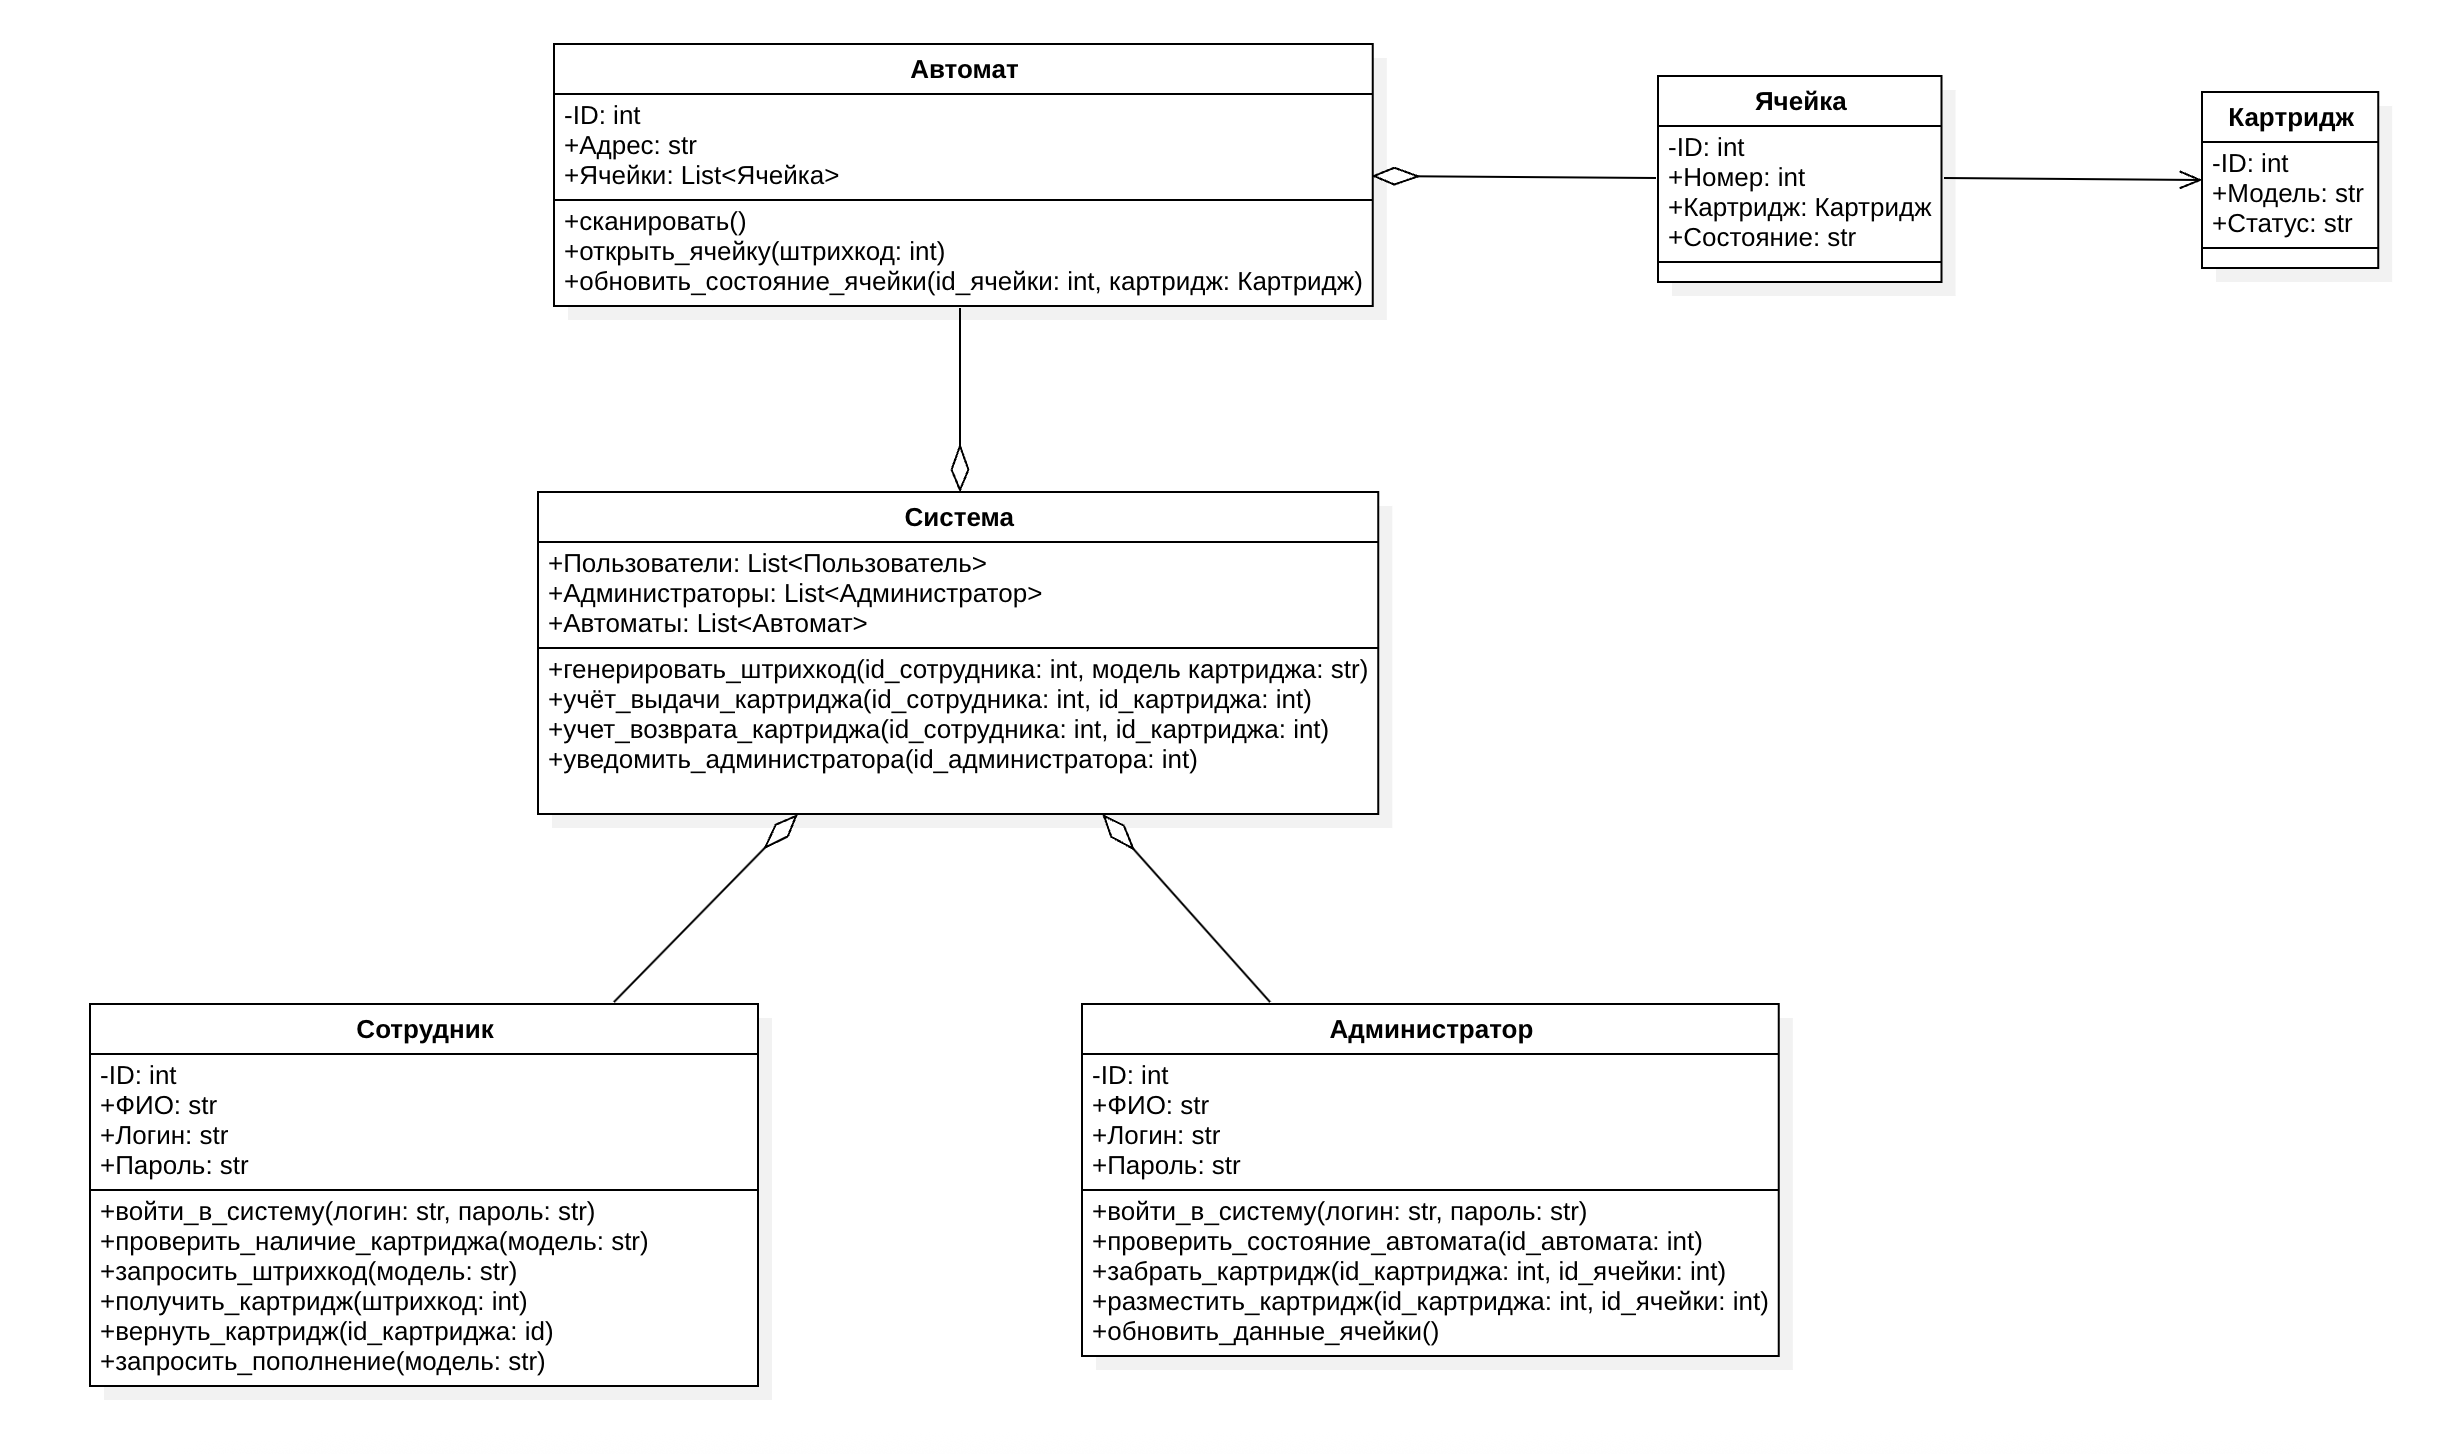 Автомат
-ID: int
+Адрес: str
+Ячейки: List<Ячейка>
+сканировать()
+открыть_ячейку(штрихкод: int)
+обновить_состояние_ячейки(id_ячейки: int, картридж: Картридж)
Ячейка
-ID: int
+Номер: int
+Картридж: Картридж
+Состояние: str
Картридж
-ID: int
+Модель: str
+Статус: str
Система
+Пользователи: List<Пользователь>
+Администраторы: List<Администратор>
+Автоматы: List<Автомат>
+генерировать_штрихкод(id_сотрудника: int, модель картриджа: str)
+учёт_выдачи_картриджа(id_сотрудника: int, id_картриджа: int)
+учет_возврата_картриджа(id_сотрудника: int, id_картриджа: int)
+уведомить_администратора(id_администратора: int)
Сотрудник
-ID: int
+ФИО: str
+Логин: str
+Пароль: str
+войти_в_систему(логин: str, пароль: str)
+проверить_наличие_картриджа(модель: str)
+запросить_штрихкод(модель: str)
+получить_картридж(штрихкод: int)
+вернуть_картридж(id_картриджа: id)
+запросить_пополнение(модель: str)
Администратор
-ID: int
+ФИО: str
+Логин: str
+Пароль: str
+войти_в_систему(логин: str, пароль: str)
+проверить_состояние_автомата(id_автомата: int)
+забрать_картридж(id_картриджа: int, id_ячейки: int)
+разместить_картридж(id_картриджа: int, id_ячейки: int)
+обновить_данные_ячейки()